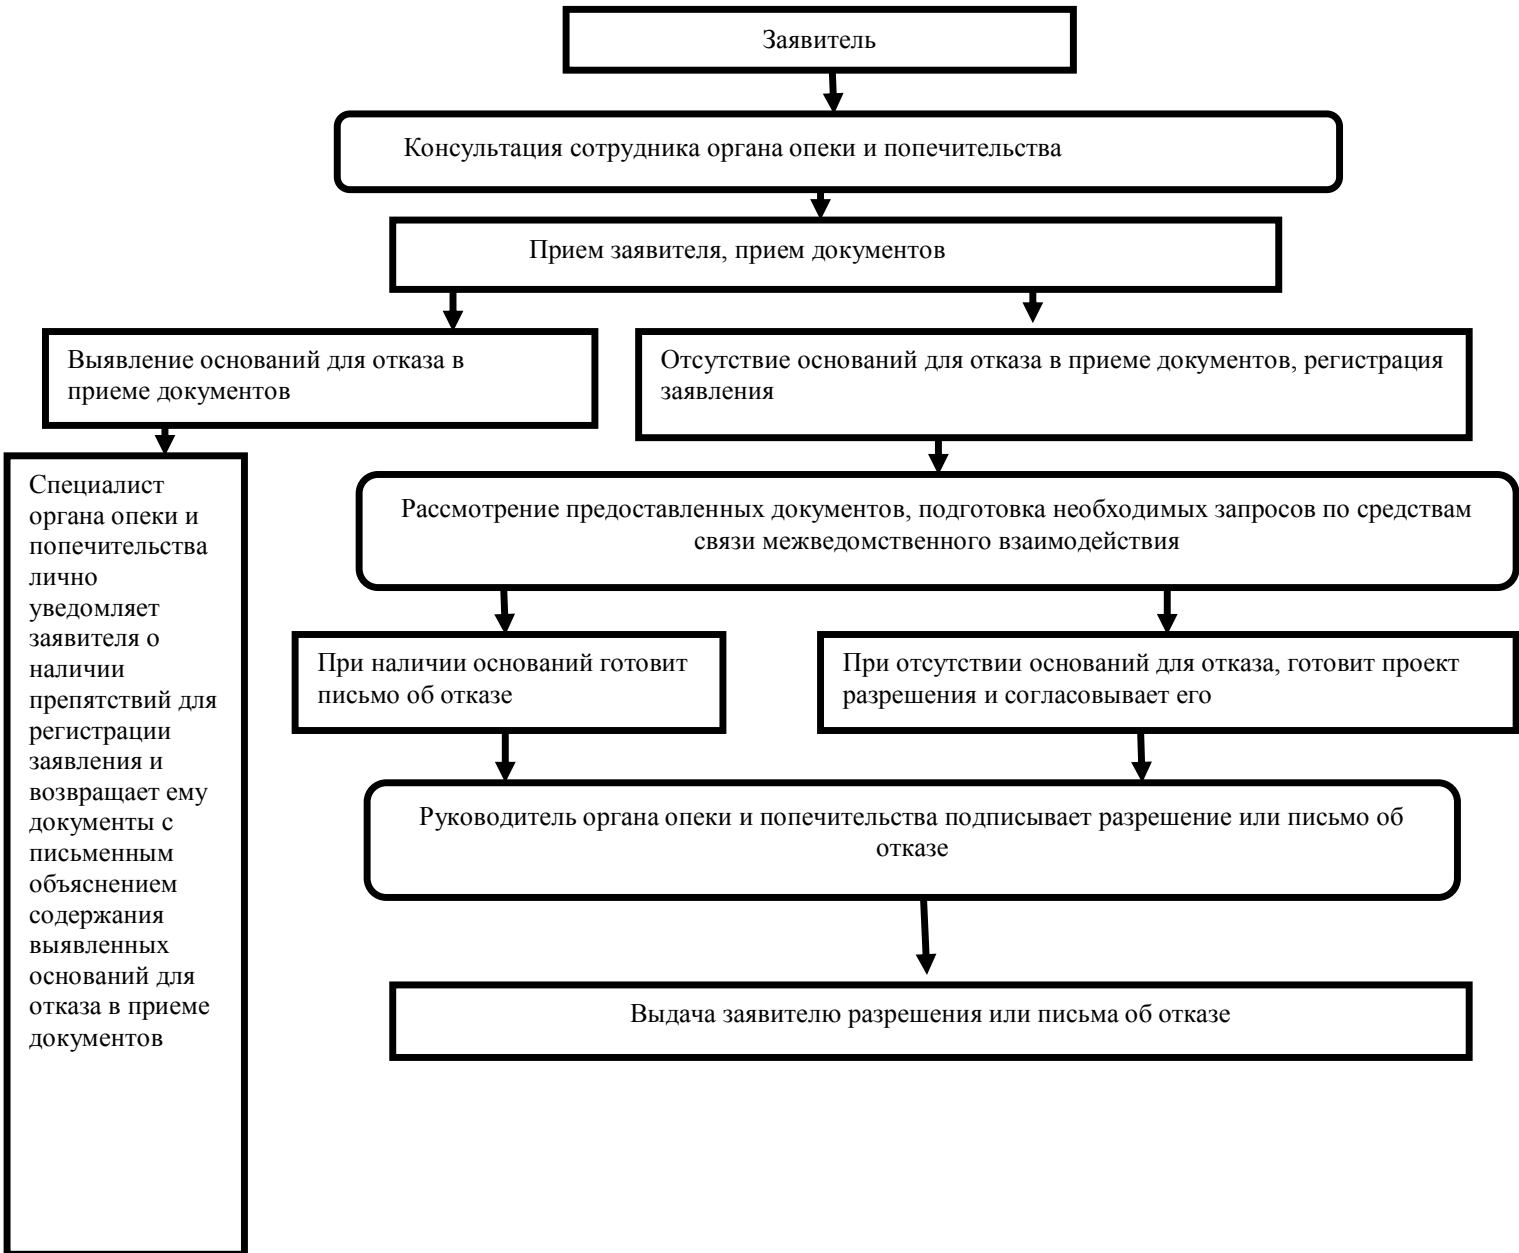 Заявитель
Консультация сотрудника органа опеки и попечительства
Прием заявителя, прием документов
Выявление оснований для отказа в
приеме документов
Отсутствие оснований для отказа в приеме документов, регистрация
заявления
Специалист
органа опеки и
попечительства
лично
уведомляет
заявителя о
наличии
препятствий для
регистрации
заявления и
возвращает ему
документы с
письменным
объяснением
содержания
выявленных
оснований для
отказа в приеме
документов
Рассмотрение предоставленных документов, подготовка необходимых запросов по средствам
связи межведомственного взаимодействия
При наличии оснований готовит
письмо об отказе
При отсутствии оснований для отказа, готовит проект
разрешения и согласовывает его
Руководитель органа опеки и попечительства подписывает разрешение или письмо об
отказе
Выдача заявителю разрешения или письма об отказе